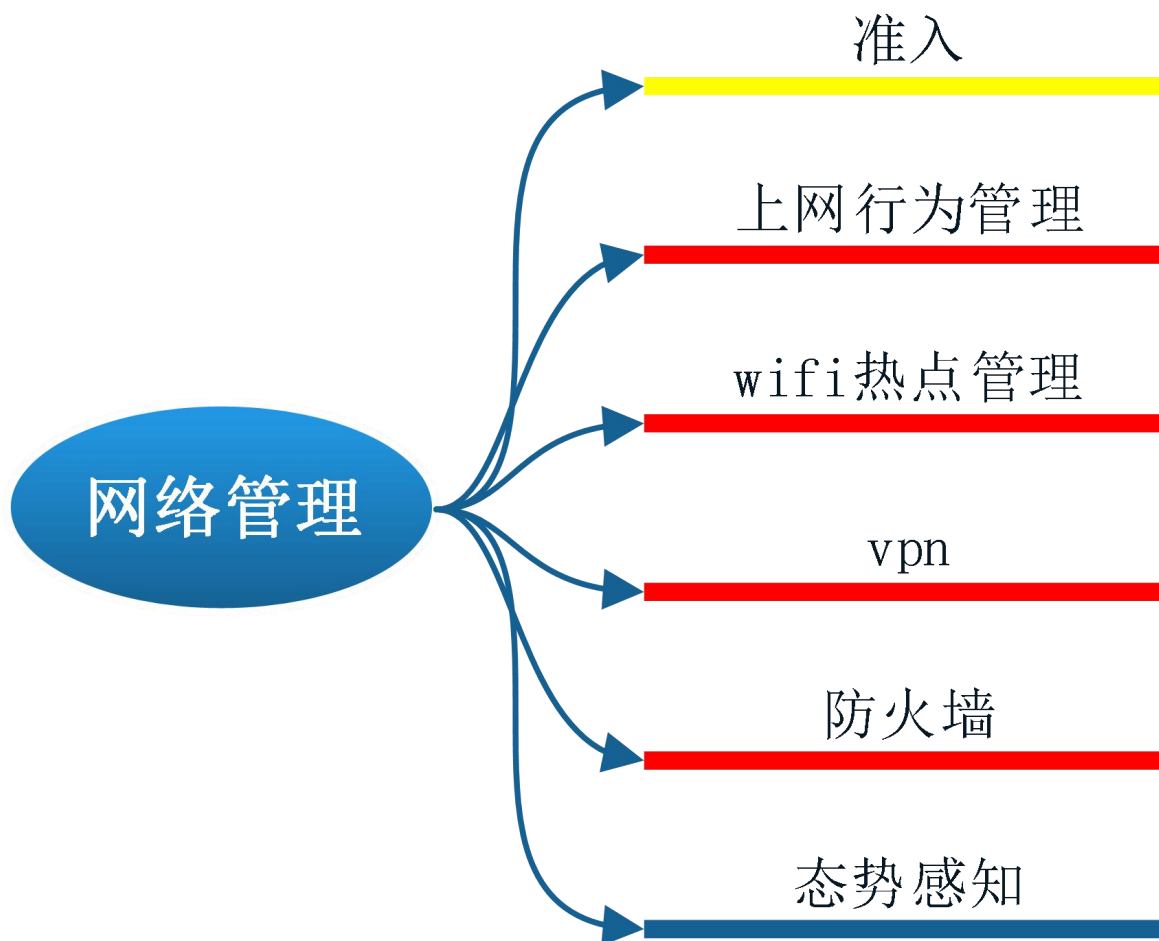 准入
上网行为管理
wifi热点管理
网络管理
vpn
防火墙
态势感知